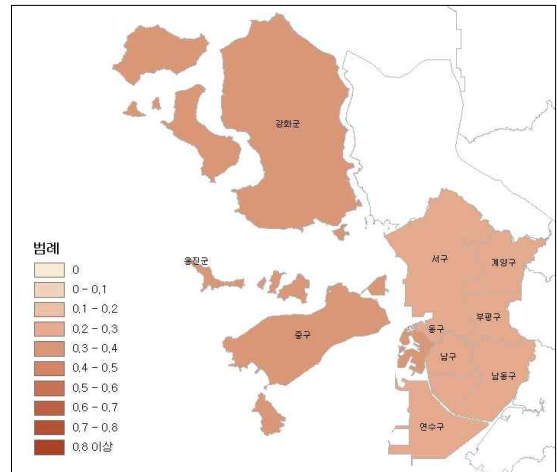 강화군
서구
계양구
옹진군
부평구
중구
동구
남구
남동구
연수구
범례
0
0 - 0,1
0,1 - 0,2
0,2 - 0,3
0,3 - 0,4
0,4 - 0,5
0,5 - 0,6
0,6 - 0,7
0,7 - 0,8
0,8 이상